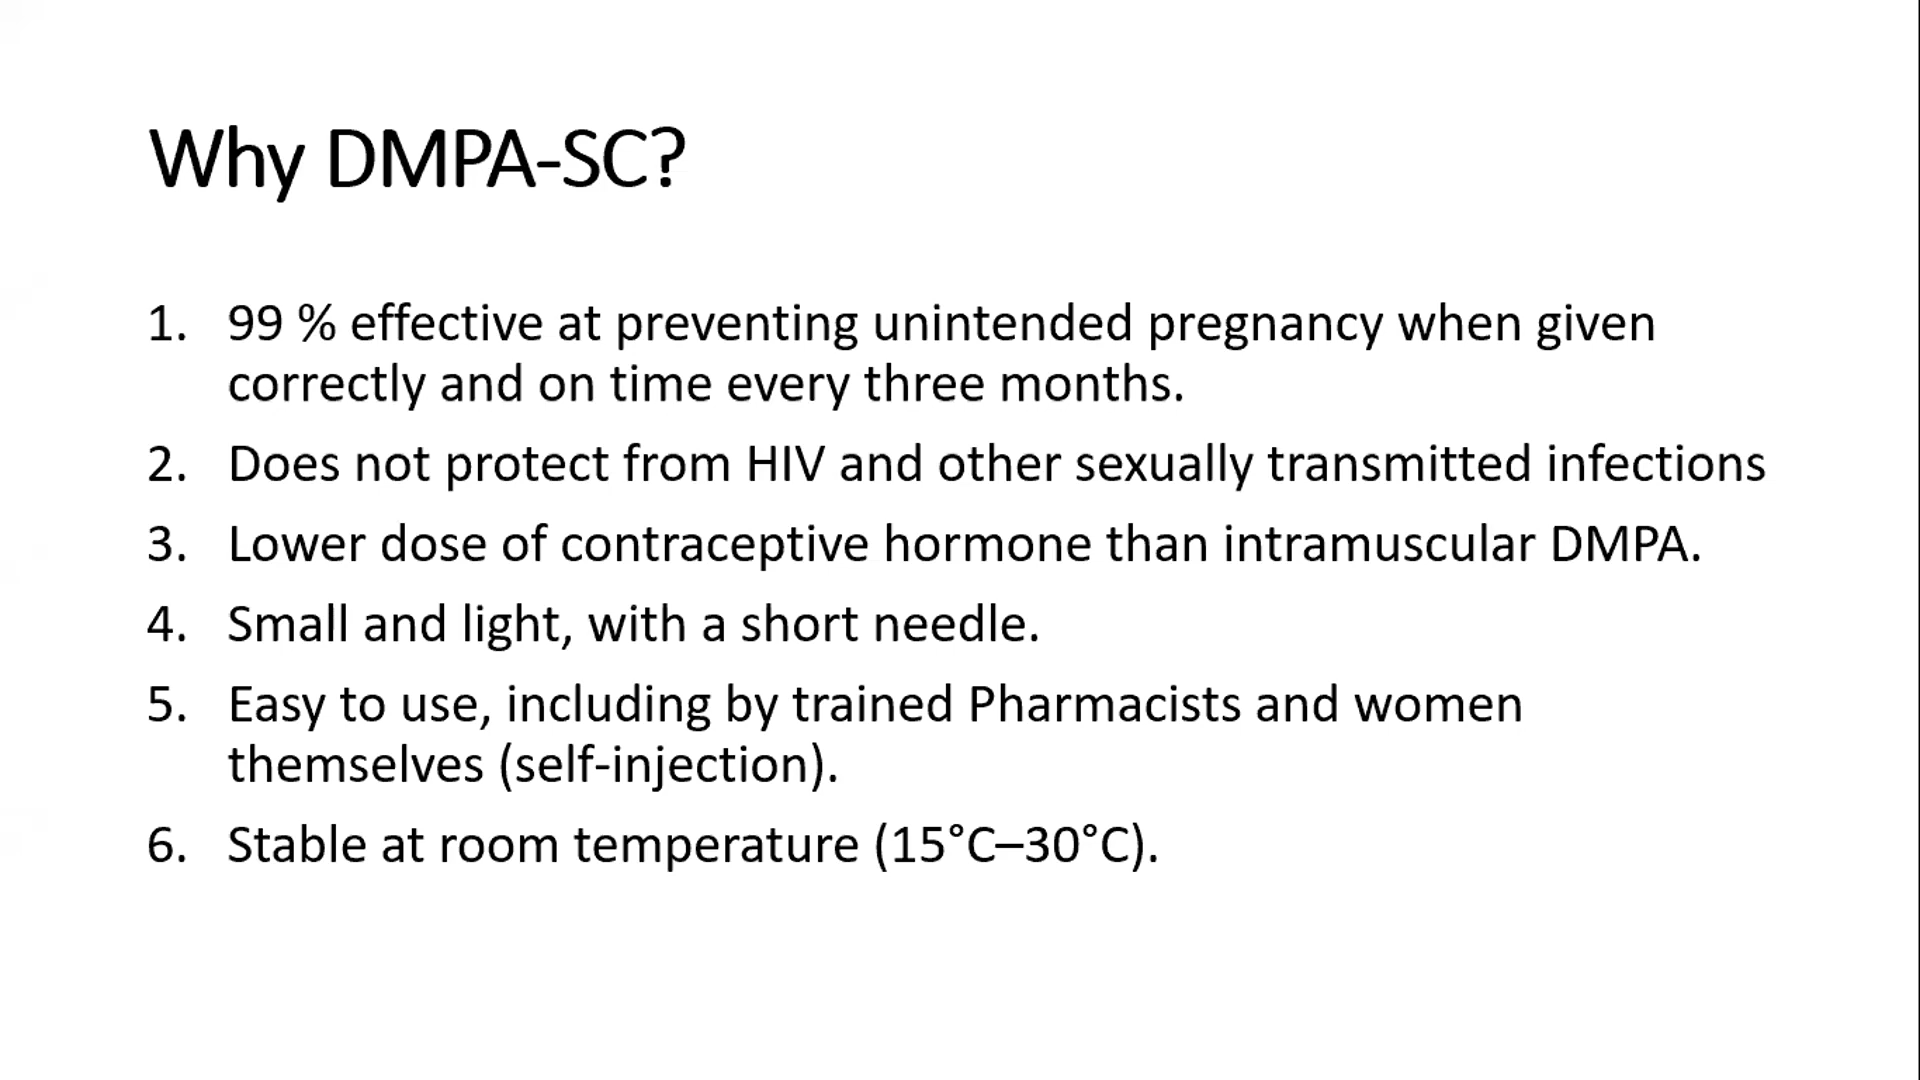 Why DMPA-SC?
1. 99 % effective at preventing unintended pregnancy when given
correctly and on time every three months.
2. Does not protect from HIV and other sexually transmitted infections
3. Lower dose of contraceptive hormone than intramuscular DMPA.
4. Small and light, with a short needle.
5. Easy to use, including by trained Pharmacists and women
themselves (self-injection).
6. Stable at room temperature (15°C–30°C).